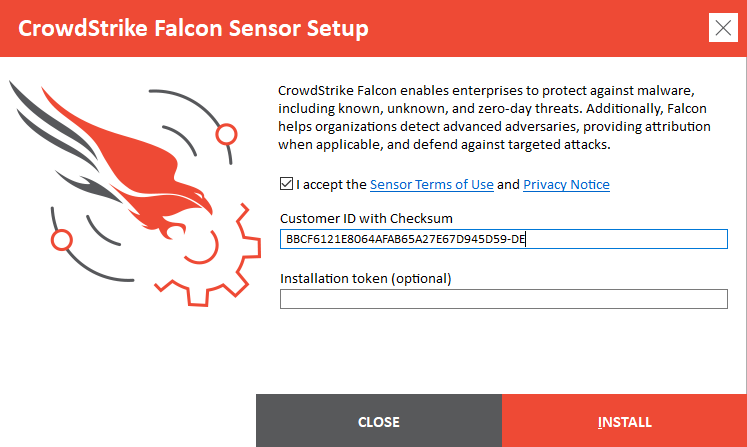 CrowdStrike Falcon Sensor Setup
CrowdStrike Falcon enables enterprises to protect against malware,
including known, unknown, and zero-day threats. Additionally, Falcon
helps organizations detect advanced adversaries, providing attribution
when applicable, and defend against targeted attacks.
I accept the Sensor Terms of Use and Privacy Notice
Customer ID with Checksum
BBCF6121E8064AFAB65A27E67D945D59-DE
Installation token (optional)
CLOSE
INSTALL